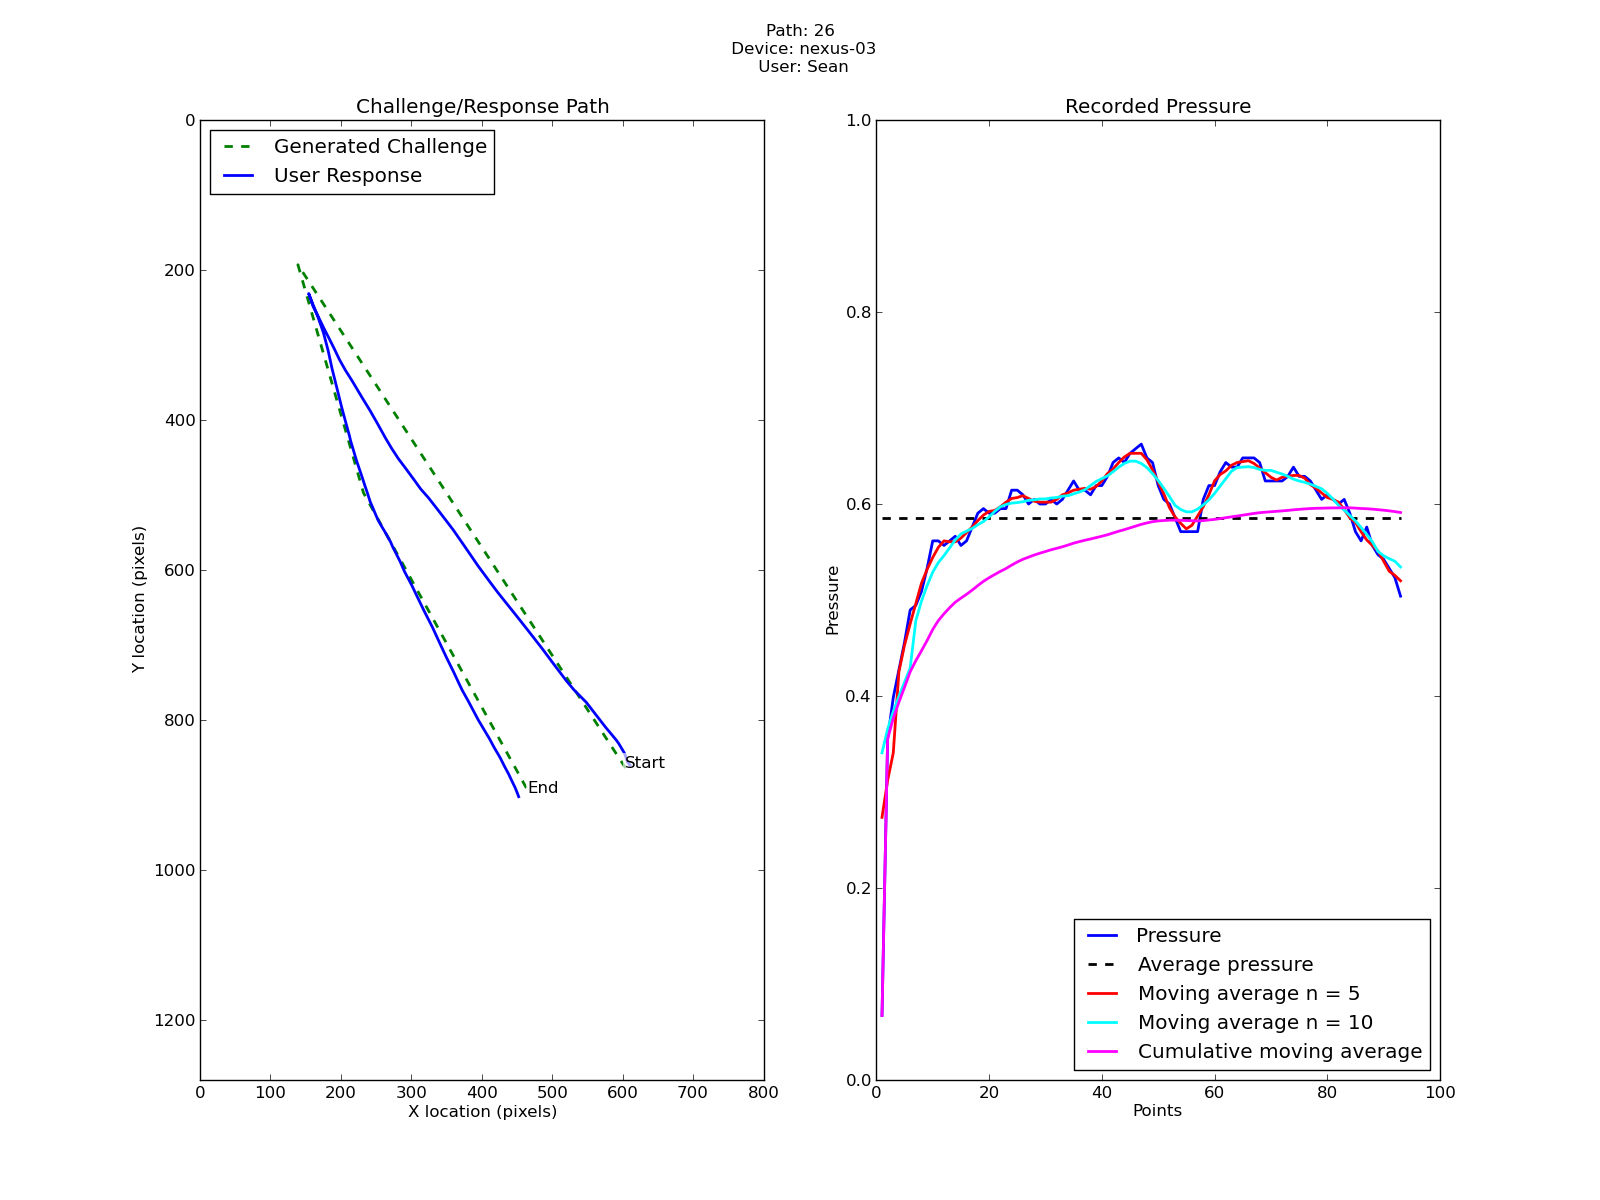 Path: 26
Device: nexus-03
User: Sean
Challenge/Response Path
0
200
400
600
800
1000
1200
Y location (pixels)
Generated Challenge
User Response
Start
End
0 100 200 300 400 500 600 700 800
X location (pixels)
Recorded Pressure
1.0
0.8
0.6
0.4
0.2
0.0
Pressure
Pressure
Average pressure
Moving average n = 5
Moving average n = 10
Cumulative moving average
0 20 40 60 80 100
Points